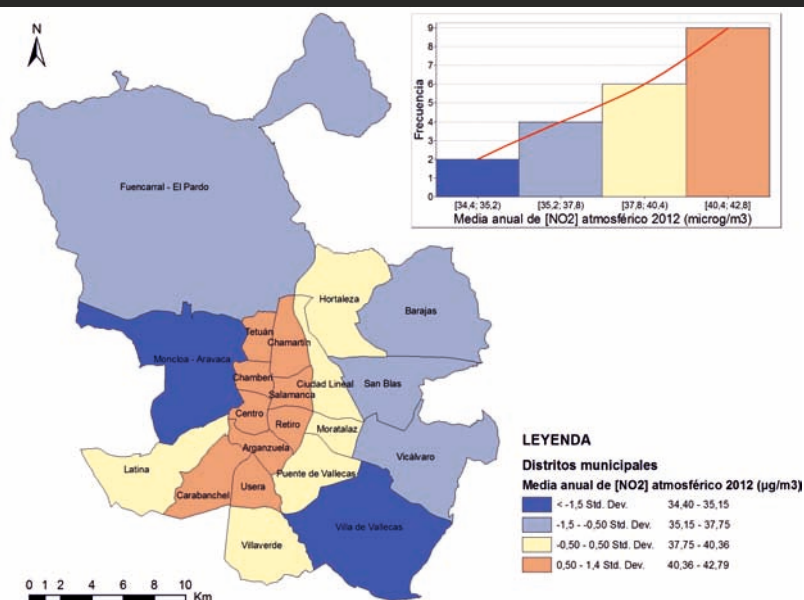 N
Fuencarral - El Pardo
Hortaleza
Barajas
Tetuán
Chamartín
Moncloa - Aravaca
Chamberí
Ciudad Lineal
San Blas
Salamanca
Centro
Retiro
Moratalaz
Arganzuela
Vicálvaro
Latina
Puente de Vallecas
Usera
Carabanchel
Villa de Vallecas
Villaverde
0 1 2 4 6 8 10
Km
Frecuencia
9
8
7
6
5
4
3
2
1
0
[34,4; 35,2) [35,2; 37,8) [37,8; 40,4) [40,4; 42,8]
Media anual de [NO2] atmosférico 2012 (microg/m3)
LEYENDA
Distritos municipales
Media anual de [NO2] atmosférico 2012 (µg/m3)
< -1,5 Std. Dev. 34,40 - 35,15
-1,5 - -0,50 Std. Dev. 35,15 - 37,75
-0,50 - 0,50 Std. Dev. 37,75 - 40,36
0,50 - 1,4 Std. Dev. 40,36 - 42,79